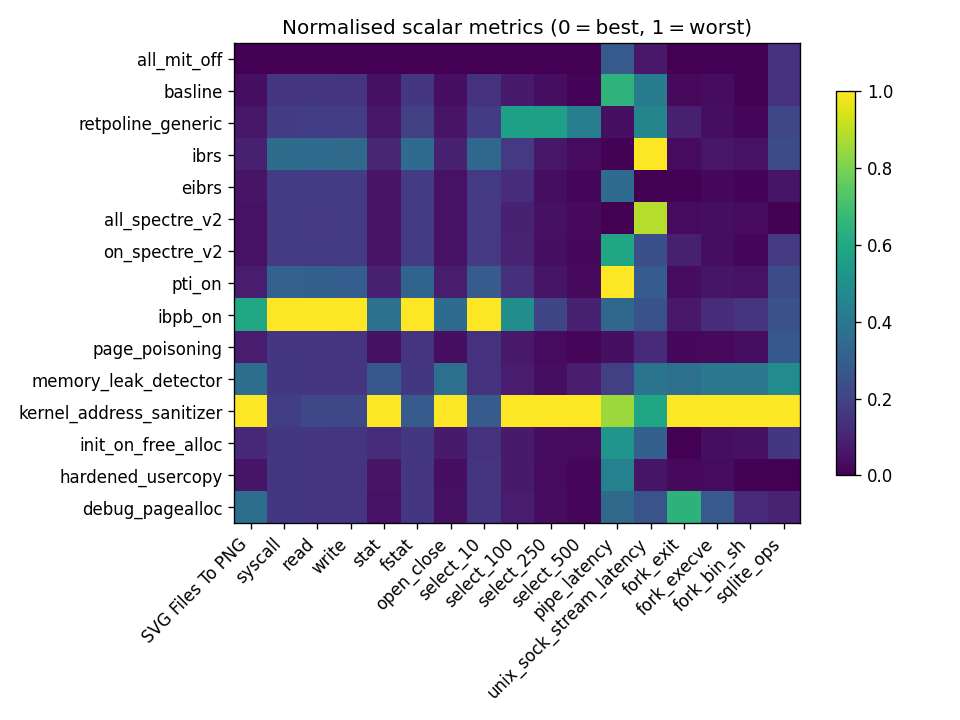 Normalised scalar metrics (0 = best, 1 = worst)
all_mit_off
basline
retpoline_generic
ibrs
eibrs
all_spectre_v2
on_spectre_v2
pti_on
ibpb_on
page_poisoning
memory_leak_detector
kernel_address_sanitizer
init_on_free_alloc
hardened_usercopy
debug_pagealloc
SVG Files To PNG
syscall
read
write
stat
fstat
open_close
select_10
select_100
select_250
select_500
pipe_latency
unix_sock_stream_latency
fork_exit
fork_execve
fork_bin_sh
sqlite_ops
1.0
0.8
0.6
0.4
0.2
0.0